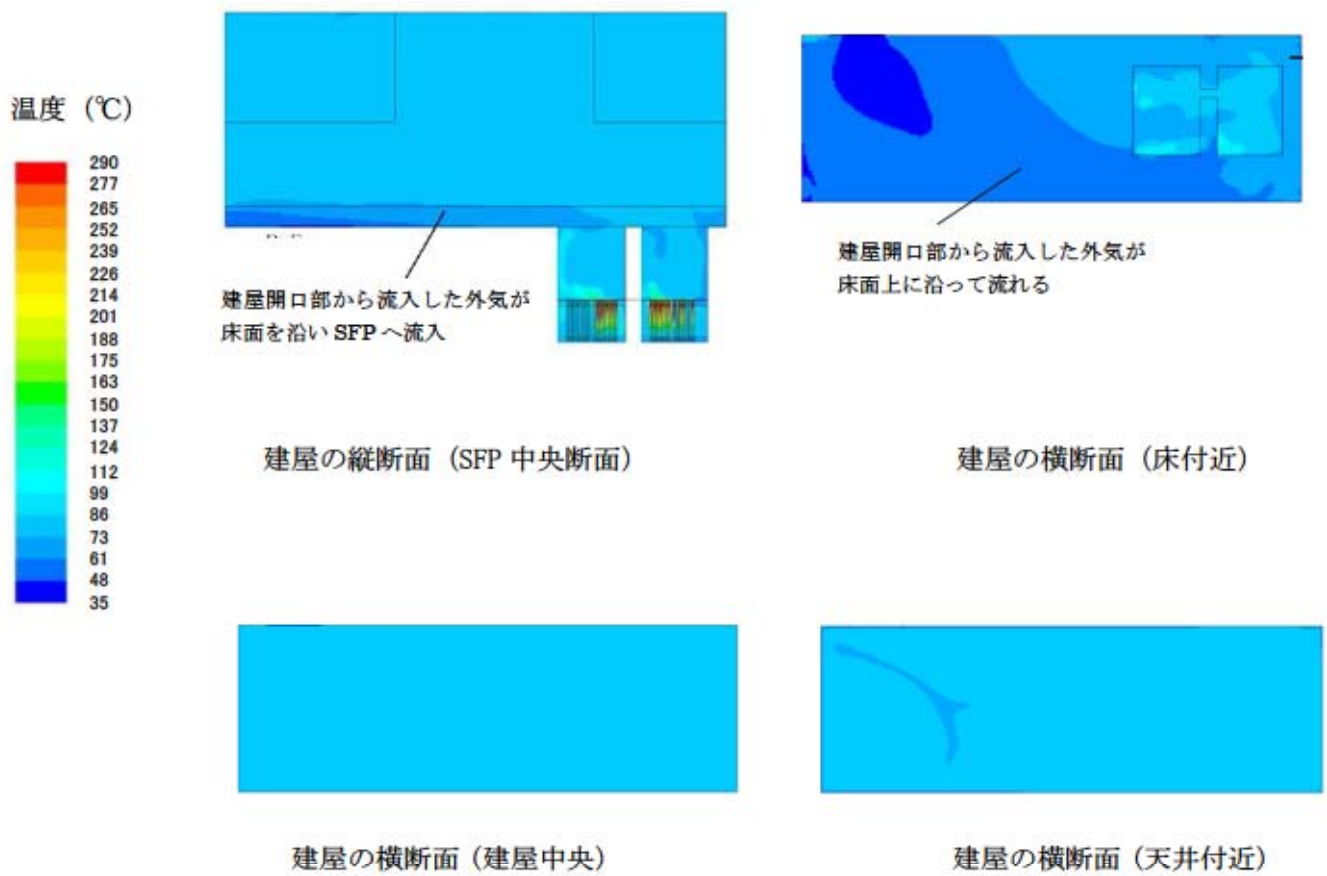 温度 (℃)
290
277
265
252
239
226
214
201
188
175
163
150
137
124
112
99
86
73
61
48
35
建屋開口部から流入した外気が
床面を沿い SFP へ流入
建屋の縦断面 (SFP 中央断面)
建屋開口部から流入した外気が
床面上に沿って流れる
建屋の横断面 (床付近)
建屋の横断面 (建屋中央)
建屋の横断面 (天井付近)